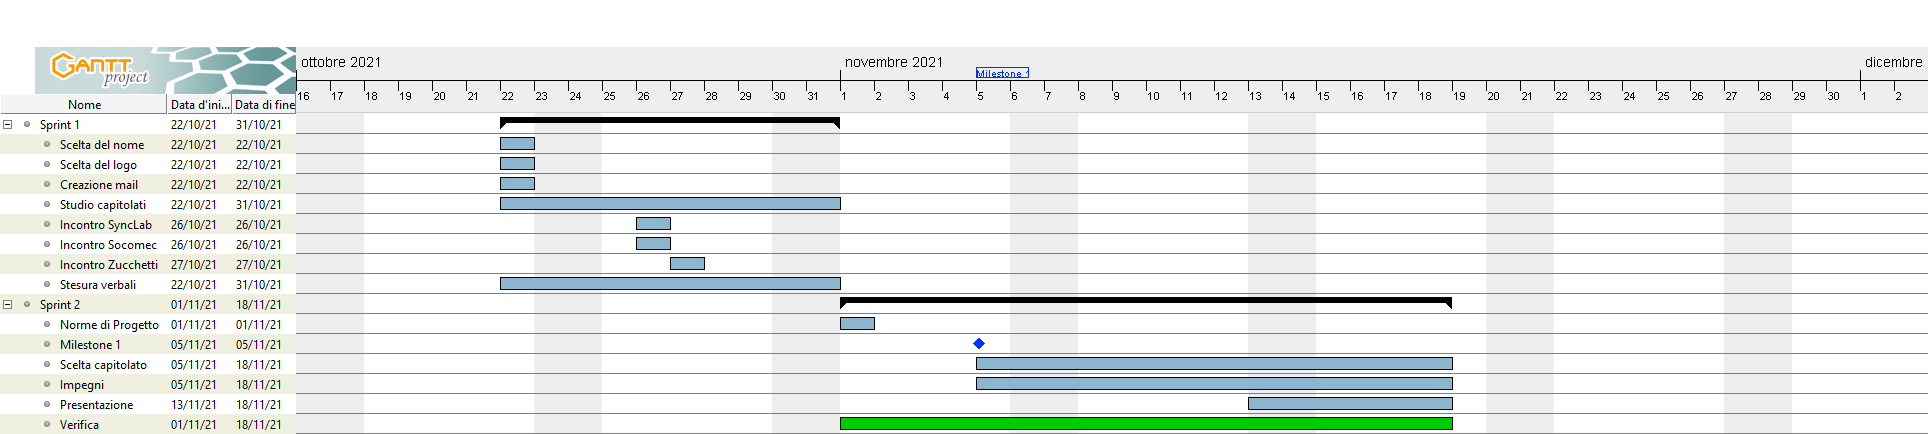 GANTT
project
ottobre 2021
novembre 2021
dicembre
Milestone 1
16 17 18 19 20 21 22 23 24 25 26 27 28 29 30 31 1 2 3 4 5 6 7 8 9 10 11 12 13 14 15 16 17 18 19 20 21 22 23 24 25 26 27 28 29 30 1 2
Nome Data d'ini... Data di fine
Sprint 1 22/10/21 31/10/21
Scelta del nome 22/10/21 22/10/21
Scelta del logo 22/10/21 22/10/21
Creazione mail 22/10/21 22/10/21
Studio capitolati 22/10/21 31/10/21
Incontro SyncLab 26/10/21 26/10/21
Incontro Socomec 26/10/21 26/10/21
Incontro Zucchetti 27/10/21 27/10/21
Stesura verbali 22/10/21 31/10/21
Sprint 2 01/11/21 18/11/21
Norme di Progetto 01/11/21 01/11/21
Milestone 1 05/11/21 05/11/21
Scelta capitolato 05/11/21 18/11/21
Impegni 05/11/21 18/11/21
Presentazione 13/11/21 18/11/21
Verifica 01/11/21 18/11/21